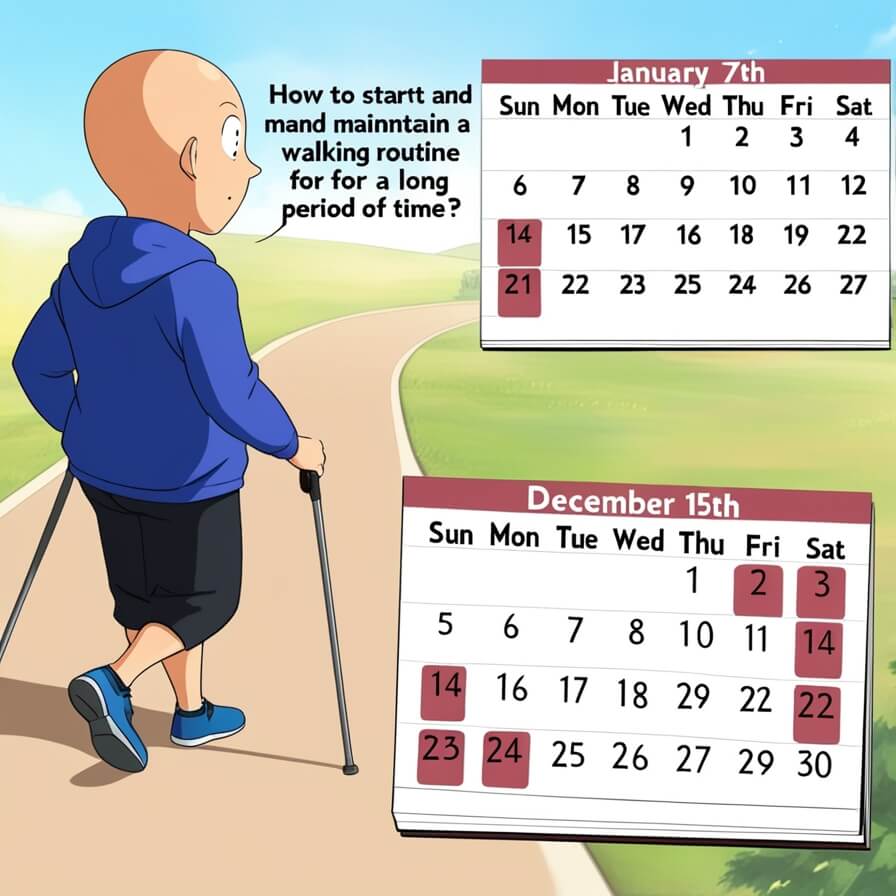 How to startt and
mand mainntain a
walking routine
for for a long
period of time?
January 7th
Sun Mon Tue Wed Thu Fri Sat
1 2 3 4
6 7 8 9 10 11 12
14 15 17 16 18 19 22
21 22 23 25 24 26 27
December 15th
Sun Mon Tue Wed Thu Fri Sat
1 2 3
5 6 7 8 10 11 14
14 16 17 18 29 22 22
23 24 25 26 27 29 30